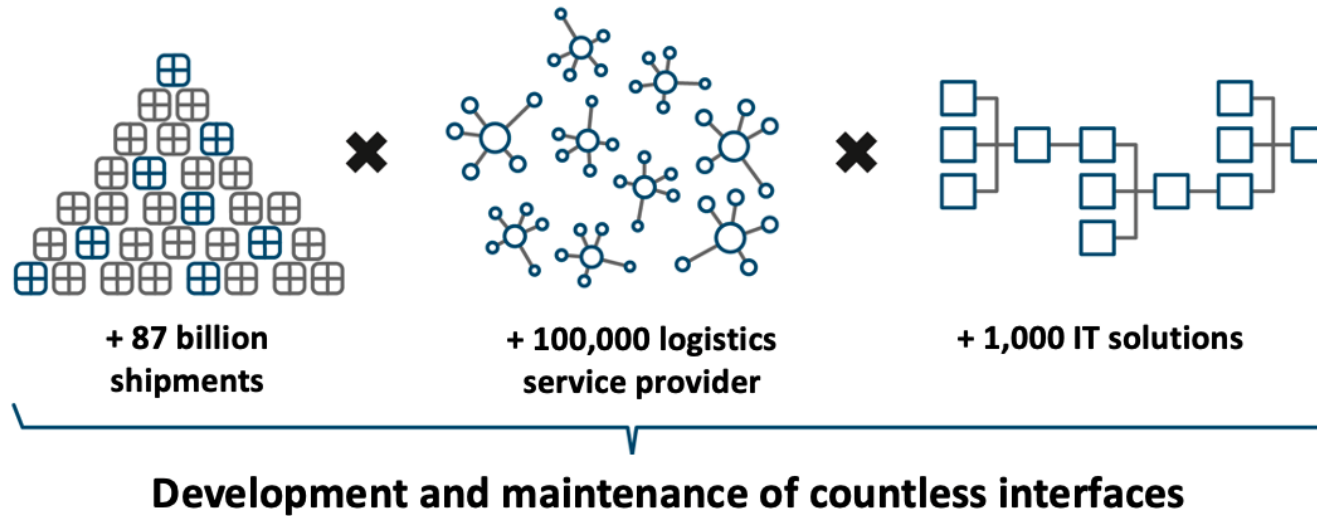 + 87 billion
shipments
+ 100,000 logistics
service provider
+ 1,000 IT solutions
Development and maintenance of countless interfaces